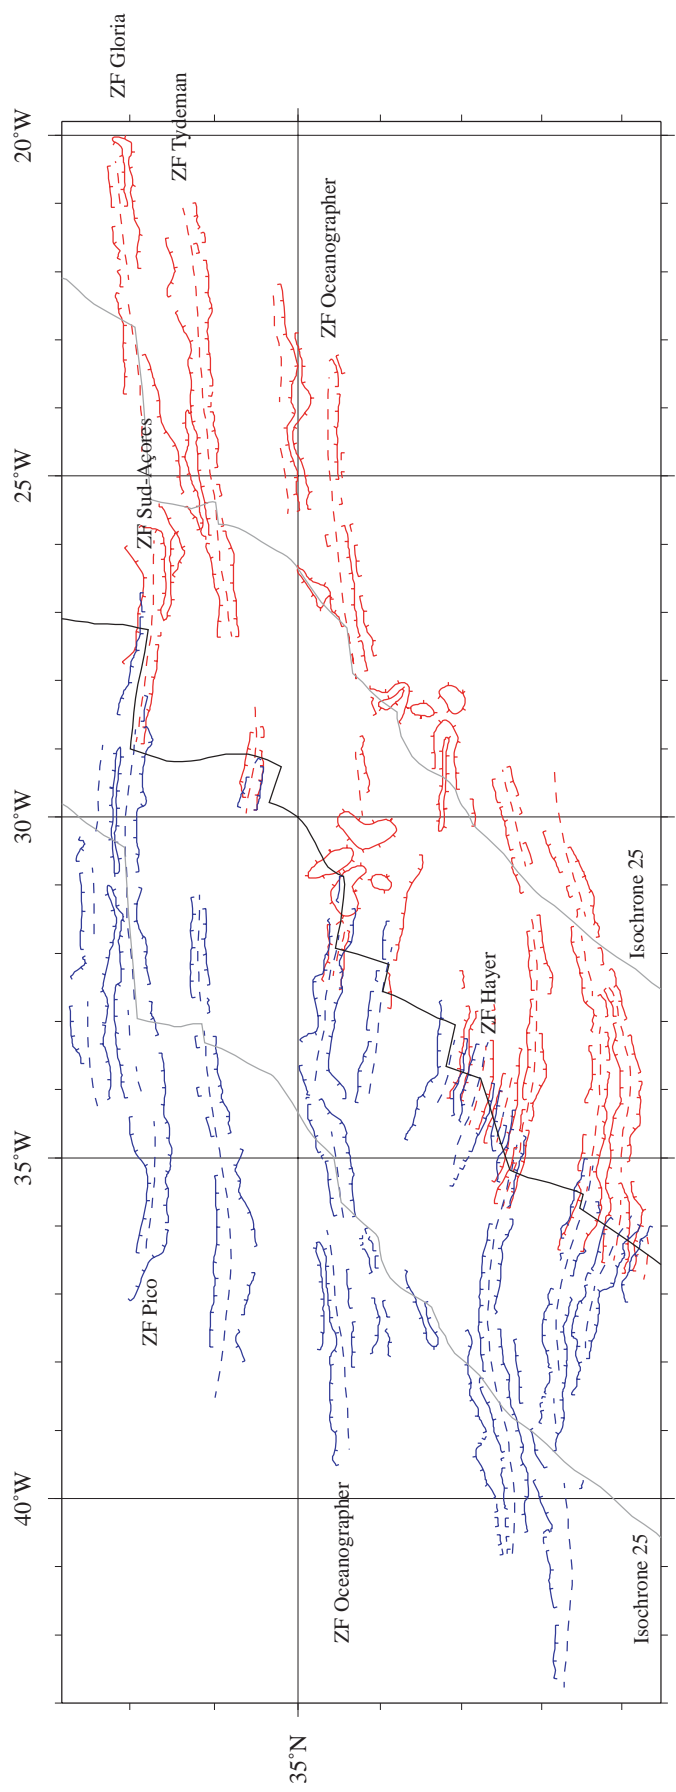 ZF Gloria
20°W
ZF Tydeman
ZF Oceanographer
25°W
ZF Sud-Açores
30°W
Isochrone 25
ZF Hayer
35°W
ZF Pico
40°W
ZF Oceanographer
Isochrone 25
35°N